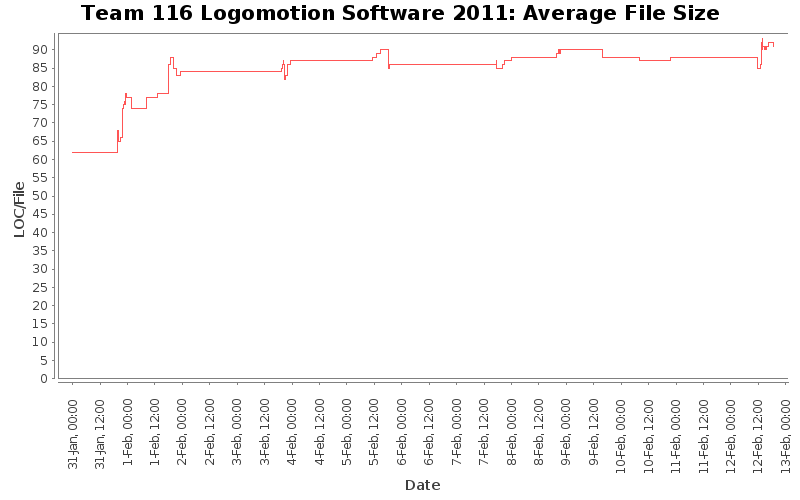 Team 116 Logomotion Software 2011: Average File Size
LOC/File
90
85
80
75
70
65
60
55
50
45
40
35
30
25
20
15
10
5
0
31-Jan, 00:00
31-Jan, 12:00
1-Feb, 00:00
1-Feb, 12:00
2-Feb, 00:00
2-Feb, 12:00
3-Feb, 00:00
3-Feb, 12:00
4-Feb, 00:00
4-Feb, 12:00
5-Feb, 00:00
5-Feb, 12:00
6-Feb, 00:00
6-Feb, 12:00
7-Feb, 00:00
7-Feb, 12:00
8-Feb, 00:00
8-Feb, 12:00
9-Feb, 00:00
9-Feb, 12:00
10-Feb, 00:00
10-Feb, 12:00
11-Feb, 00:00
11-Feb, 12:00
12-Feb, 00:00
12-Feb, 12:00
13-Feb, 00:00
Date